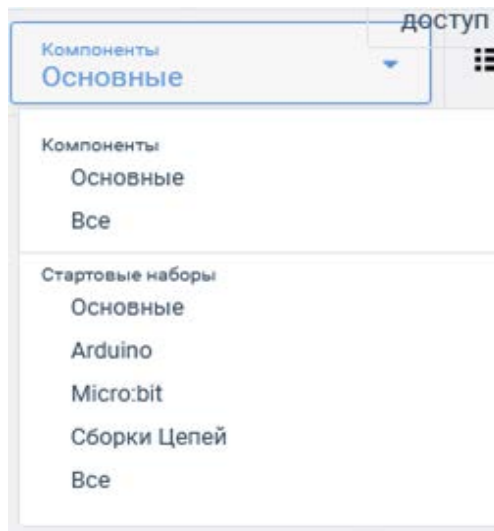 доступ
Компоненты
Основные
Компоненты
Основные
Все
Стартовые наборы
Основные
Arduino
Micro:bit
Сборки Цепей
Все